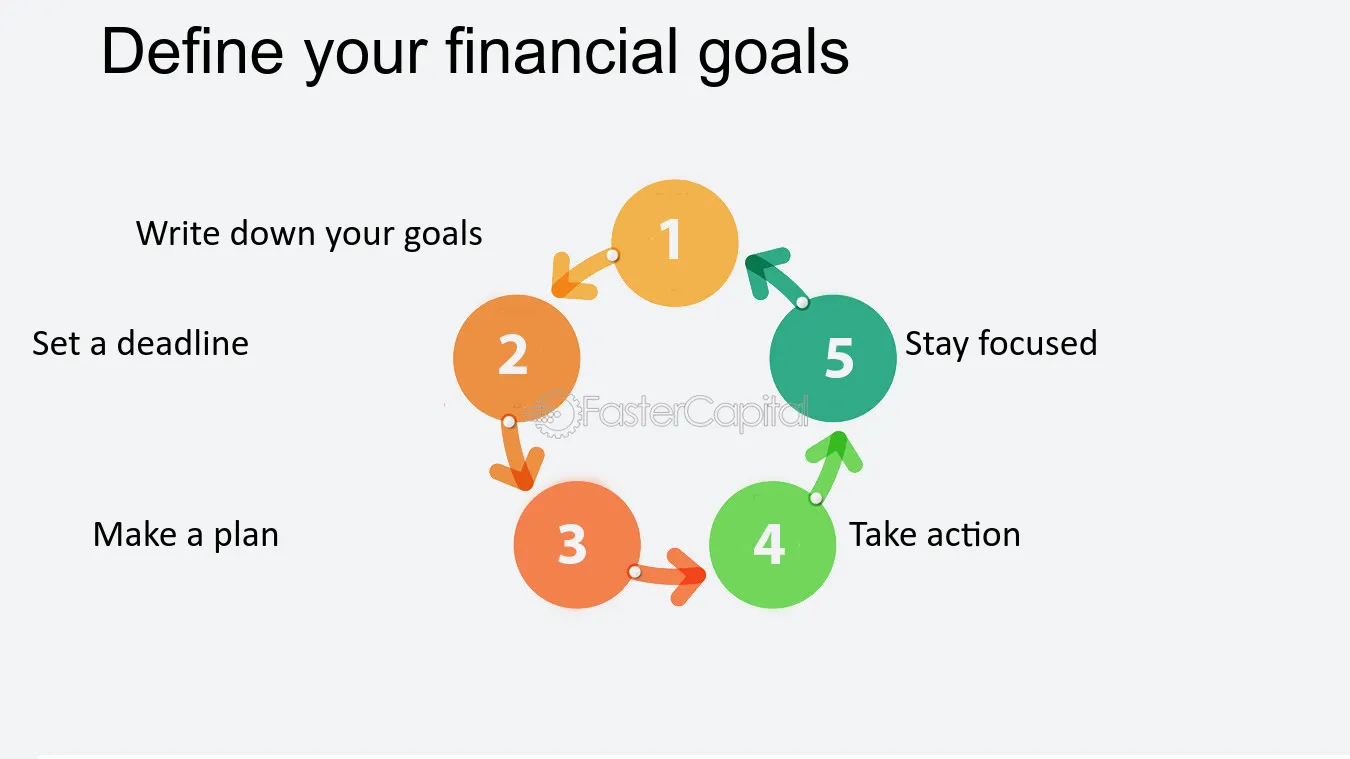 Define your financial goals
Write down your goals
1
Set a deadline
2
5
Stay focused
FasterCapital
Make a plan
3
4
Take action